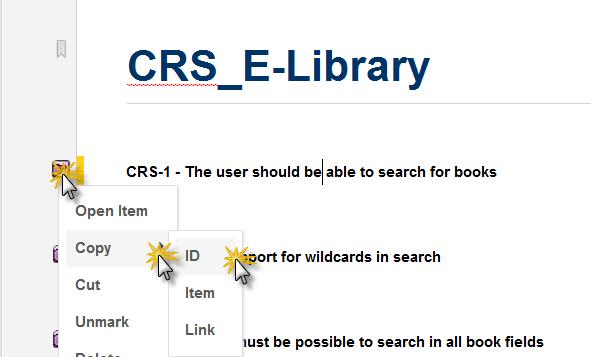 CRS_E-Library
CRS-1 - The user should be able to search for books
Open Item
Copy
ID
port for wildcards in search
Cut
Item
Unmark
Link
must be possible to search in all book fields
Delete